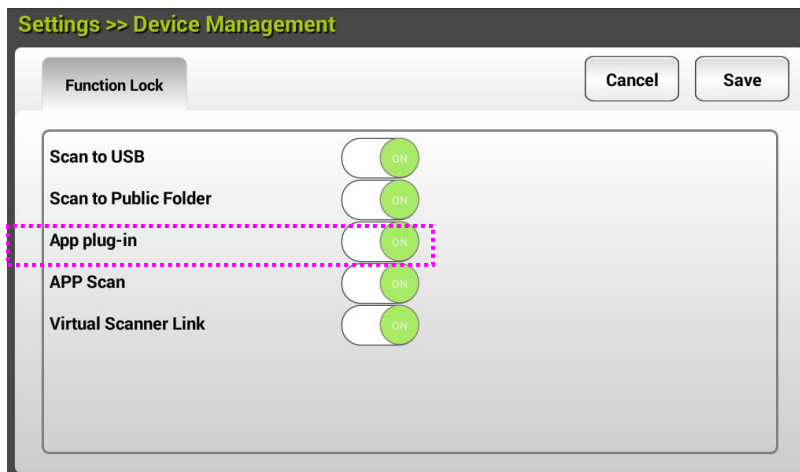 Settings >> Device Management
Function Lock
Cancel
Save
Scan to USB
ON
Scan to Public Folder
ON
App plug-in
ON
APP Scan
ON
Virtual Scanner Link
ON